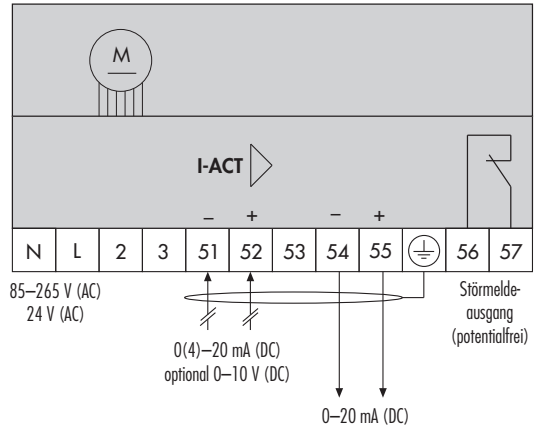 M
I-ACT
– + – +
N L 2 3 51 52 53 54 55 56 57
85–265 V (AC)
24 V (AC)
0(4)–20 mA (DC)
optional 0–10 V (DC)
0–20 mA (DC)
Störmelde-
ausgang
(potentialfrei)